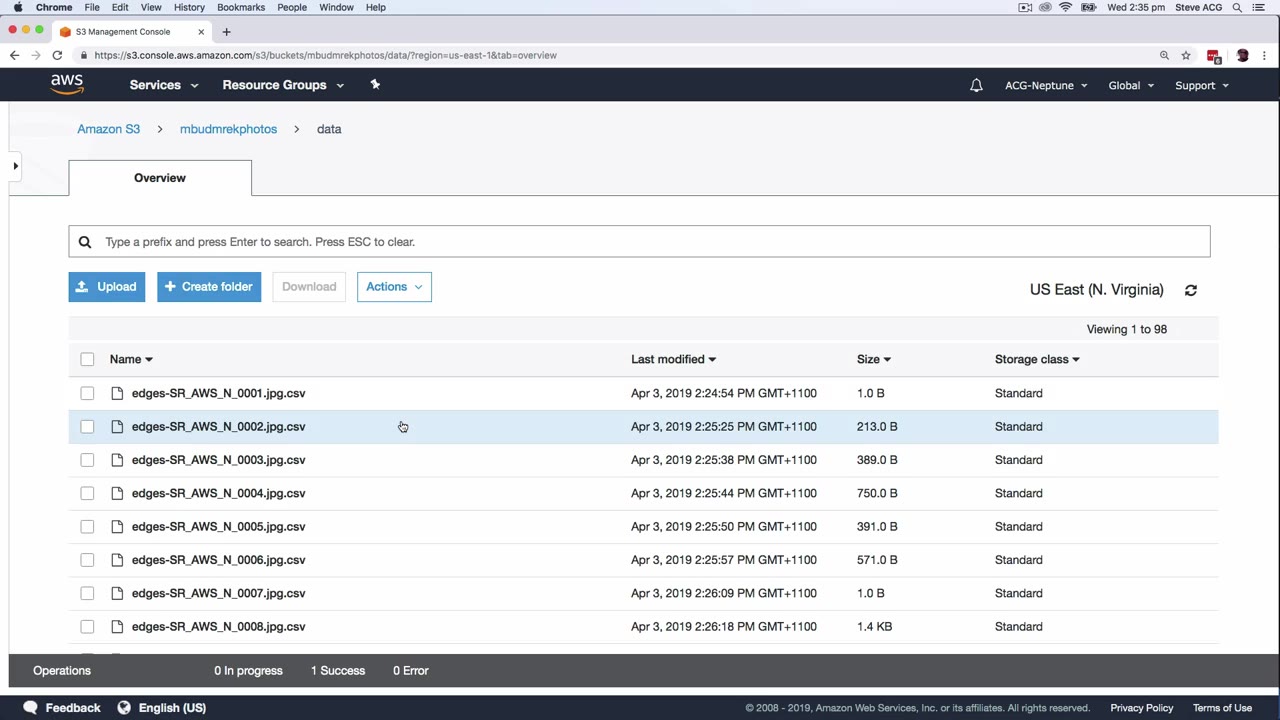 Chrome File Edit View History Bookmarks People Window Help Wed 2:35 pm Steve ACG
S3 Management Console
https://s3.console.aws.amazon.com/s3/buckets/mbudmrekphotos/data/?region=us-east-1&tab=overview
aws Services Resource Groups ACG-Neptune Global Support
Amazon S3 > mbudmrekphotos > data
Overview
Type a prefix and press Enter to search. Press ESC to clear.
Upload + Create folder Download Actions US East (N. Virginia)
Viewing 1 to 98
Name Last modified Size Storage class
edges-SR_AWS_N_0001.jpg.csv Apr 3, 2019 2:24:54 PM GMT+1100 1.0 B Standard
edges-SR_AWS_N_0002.jpg.csv Apr 3, 2019 2:25:25 PM GMT+1100 213.0 B Standard
edges-SR_AWS_N_0003.jpg.csv Apr 3, 2019 2:25:38 PM GMT+1100 389.0 B Standard
edges-SR_AWS_N_0004.jpg.csv Apr 3, 2019 2:25:44 PM GMT+1100 750.0 B Standard
edges-SR_AWS_N_0005.jpg.csv Apr 3, 2019 2:25:50 PM GMT+1100 391.0 B Standard
edges-SR_AWS_N_0006.jpg.csv Apr 3, 2019 2:25:57 PM GMT+1100 571.0 B Standard
edges-SR_AWS_N_0007.jpg.csv Apr 3, 2019 2:26:09 PM GMT+1100 1.0 B Standard
edges-SR_AWS_N_0008.jpg.csv Apr 3, 2019 2:26:18 PM GMT+1100 1.4 KB Standard
Operations 0 In progress 1 Success 0 Error
Feedback English (US) © 2008 - 2019, Amazon Web Services, Inc. or its affiliates. All rights reserved. Privacy Policy Terms of Use